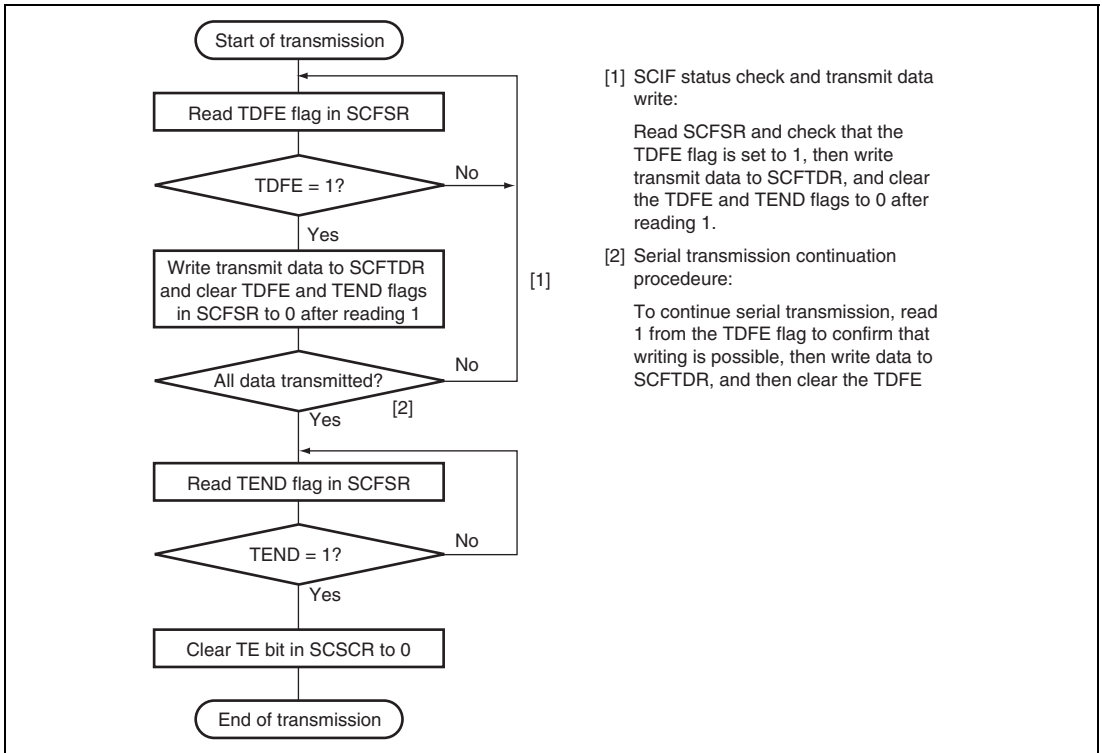 Start of transmission
Read TDFE flag in SCFSR
TDFE = 1?
No
Yes
Write transmit data to SCFTDR
and clear TDFE and TEND flags
in SCFSR to 0 after reading 1
[1]
All data transmitted?
No
[2]
Yes
Read TEND flag in SCFSR
TEND = 1?
No
Yes
Clear TE bit in SCSCR to 0
End of transmission
[1] SCIF status check and transmit data
write:
Read SCFSR and check that the
TDFE flag is set to 1, then write
transmit data to SCFTDR, and clear
the TDFE and TEND flags to 0 after
reading 1.
[2] Serial transmission continuation
procedeure:
To continue serial transmission, read
1 from the TDFE flag to confirm that
writing is possible, then write data to
SCFTDR, and then clear the TDFE